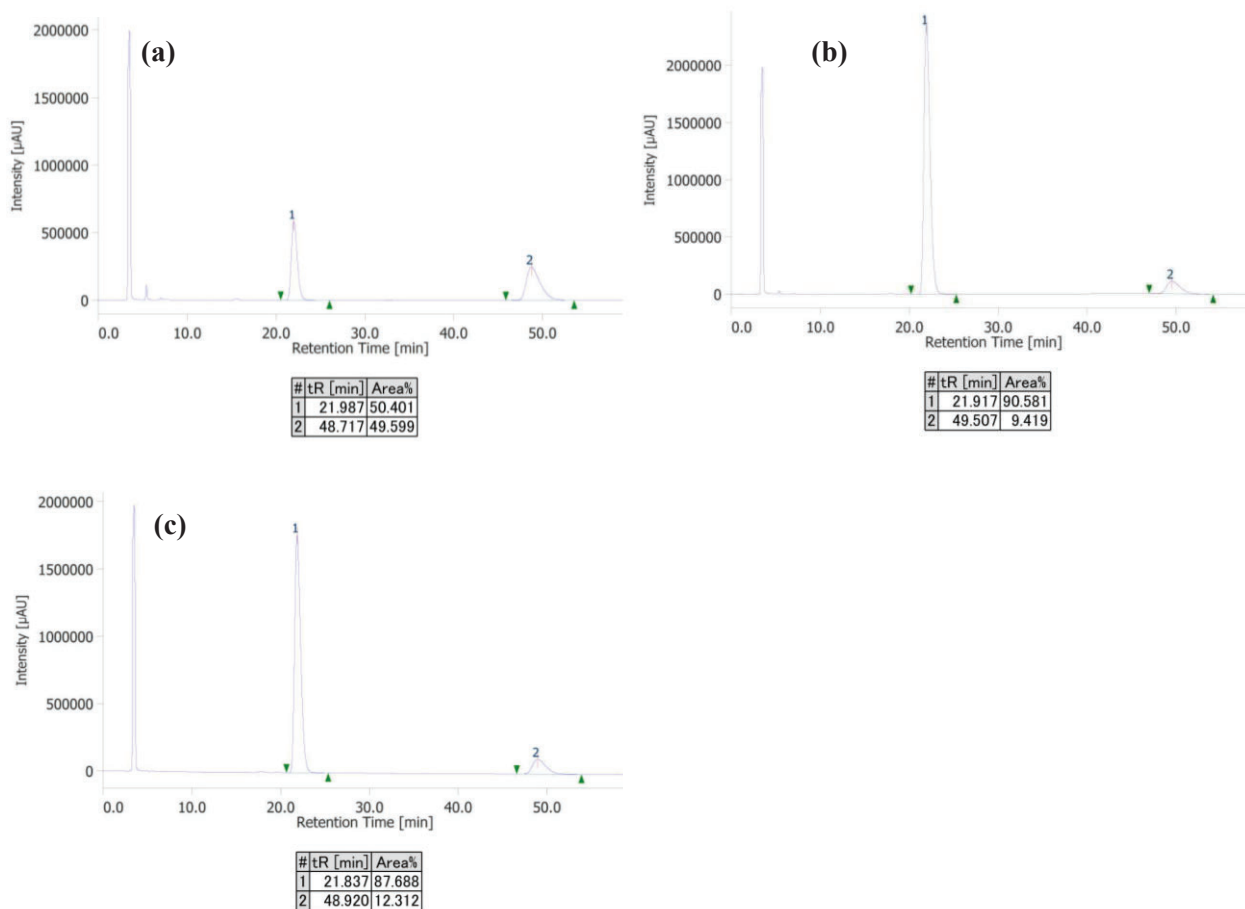 (a)
2000000
1500000
1000000
500000
0
Intensity [µAU]
1
2
0.0 10.0 20.0 30.0 40.0 50.0
Retention Time [min]
# tR [min] Area%
1 21.987 50.401
2 48.717 49.599
(b)
2000000
1500000
1000000
500000
0
Intensity [µAU]
1
2
0.0 10.0 20.0 30.0 40.0 50.0
Retention Time [min]
# tR [min] Area%
1 21.917 90.581
2 49.507 9.419
(c)
2000000
1500000
1000000
500000
0
Intensity [µAU]
1
2
0.0 10.0 20.0 30.0 40.0 50.0
Retention Time [min]
# tR [min] Area%
1 21.837 87.688
2 48.920 12.312